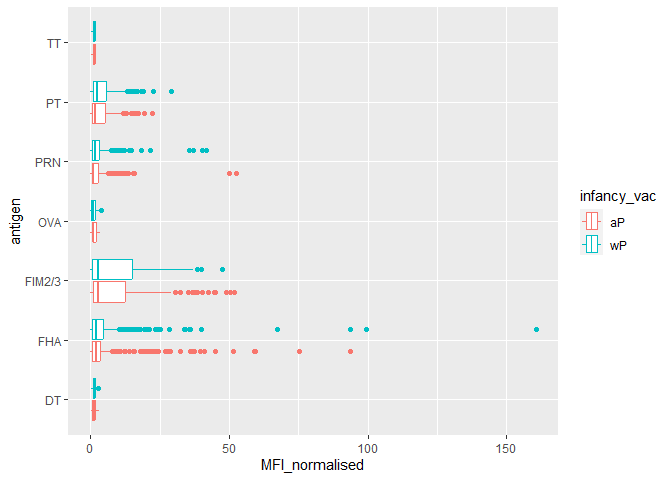 TT
PT
PRN
OVA
FIM2/3
FHA
DT
antigen
0 50 100 150
MFI_normalised
infancy_vac
aP
wP